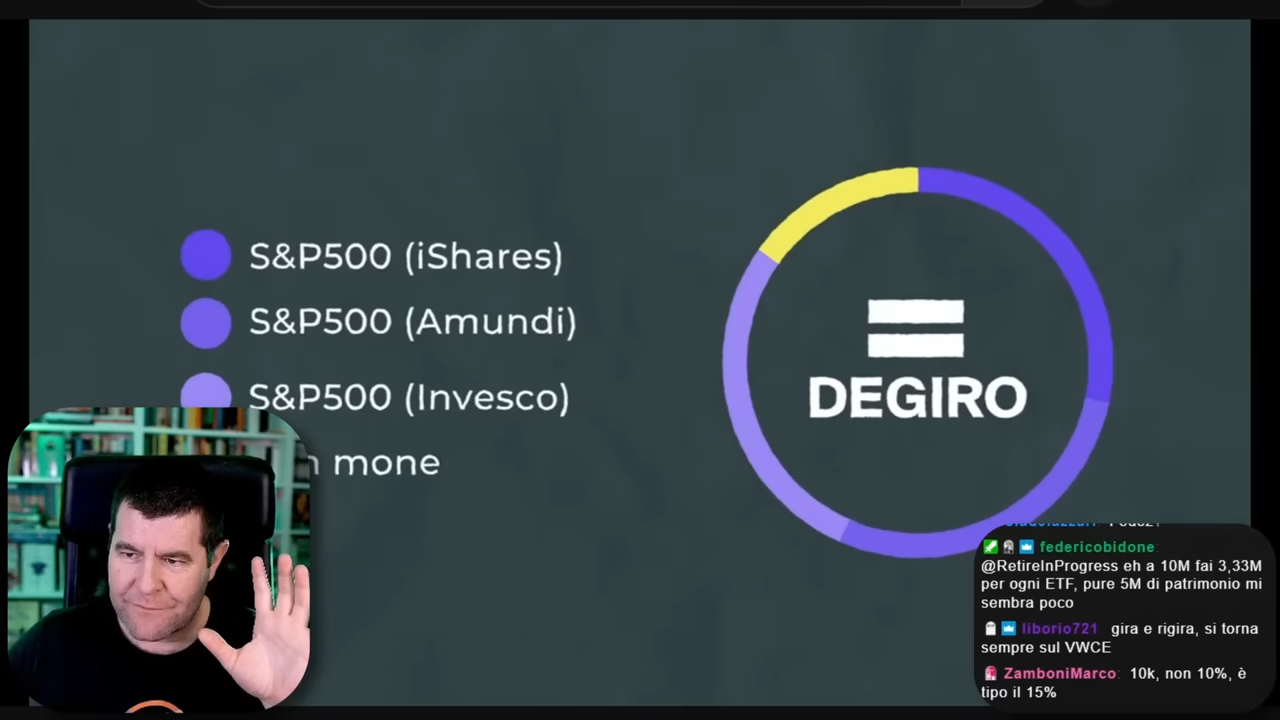 S&P500 (iShares)
S&P500 (Amundi)
S&P500 (Invesco)
mone
DEGIRO
federicobidone:
@RetireInProgress eh a 10M fai 3,33M
per ogni ETF, pure 5M di patrimonio mi
sembra poco
liborio721 gira e rigira, si torna
sempre sul VWCE
ZamboniMarco: 10k, non 10%, è
tipo il 15%